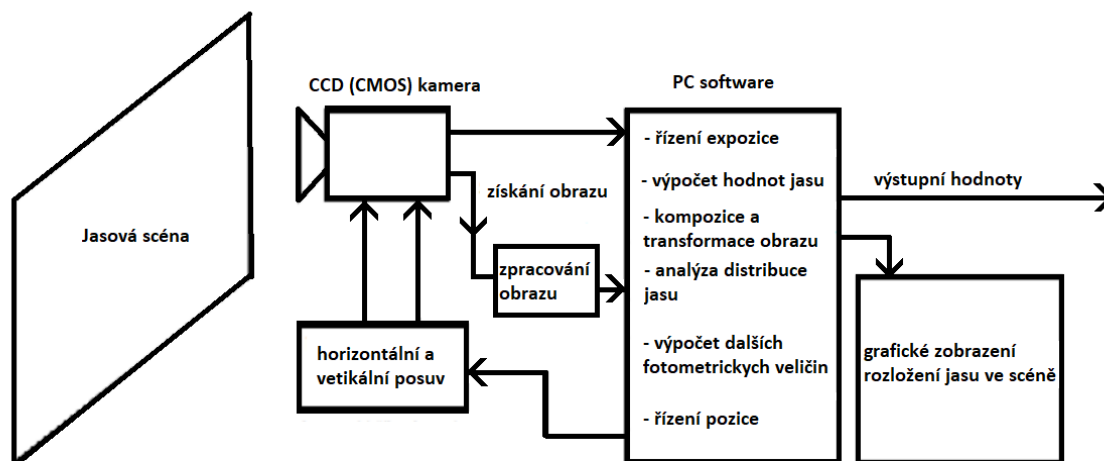 Jasová scéna
CCD (CMOS) kamera
získání obrazu
zpracování
obrazu
horizontální a
vetikální posuv
PC software
- řízení expozice
- výpočet hodnot jasu
- kompozice a
transformace obrazu
- analýza distribuce
jasu
- výpočet dalších
fotometrických veličin
- řízení pozice
výstupní hodnoty
grafické zobrazení
rozložení jasu ve scéně